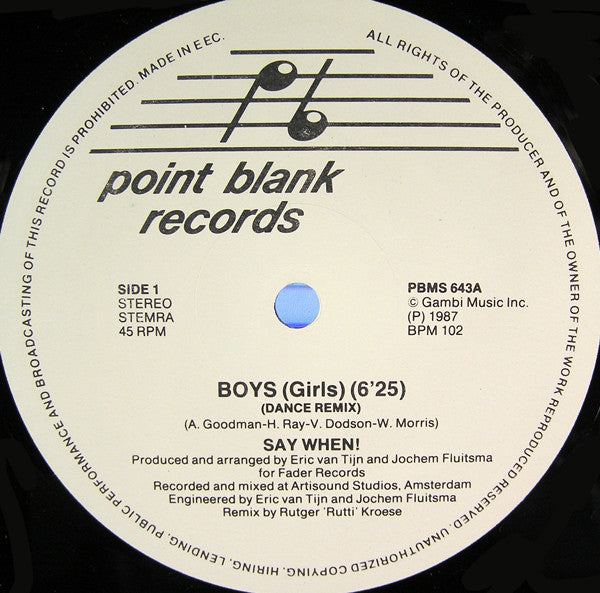 ALL RIGHTS OF THE PRODUCER AND OF THE OWNER OF THE WORK REPRODUCED RESERVED. UNAUTHORIZED COPYING, HIRING, LENDING, PUBLIC PERFORMANCE AND BROADCASTING OF THIS RECORD IS PROHIBITED. MADE IN EEC.
point blank
records
SIDE 1
STEREO
STEMRA
45 RPM
PBMS 643A
© Gambi Music Inc.
(P) 1987
BPM 102
BOYS (Girls) (6'25)
(DANCE REMIX)
(A. Goodman-H. Ray-V. Dodson-W. Morris)
SAY WHEN!
Produced and arranged by Eric van Tijn and Jochem Fluitsma
for Fader Records
Recorded and mixed at Artisound Studios, Amsterdam
Engineered by Eric van Tijn and Jochem Fluitsma
Remix by Rutger 'Rutti' Kroese